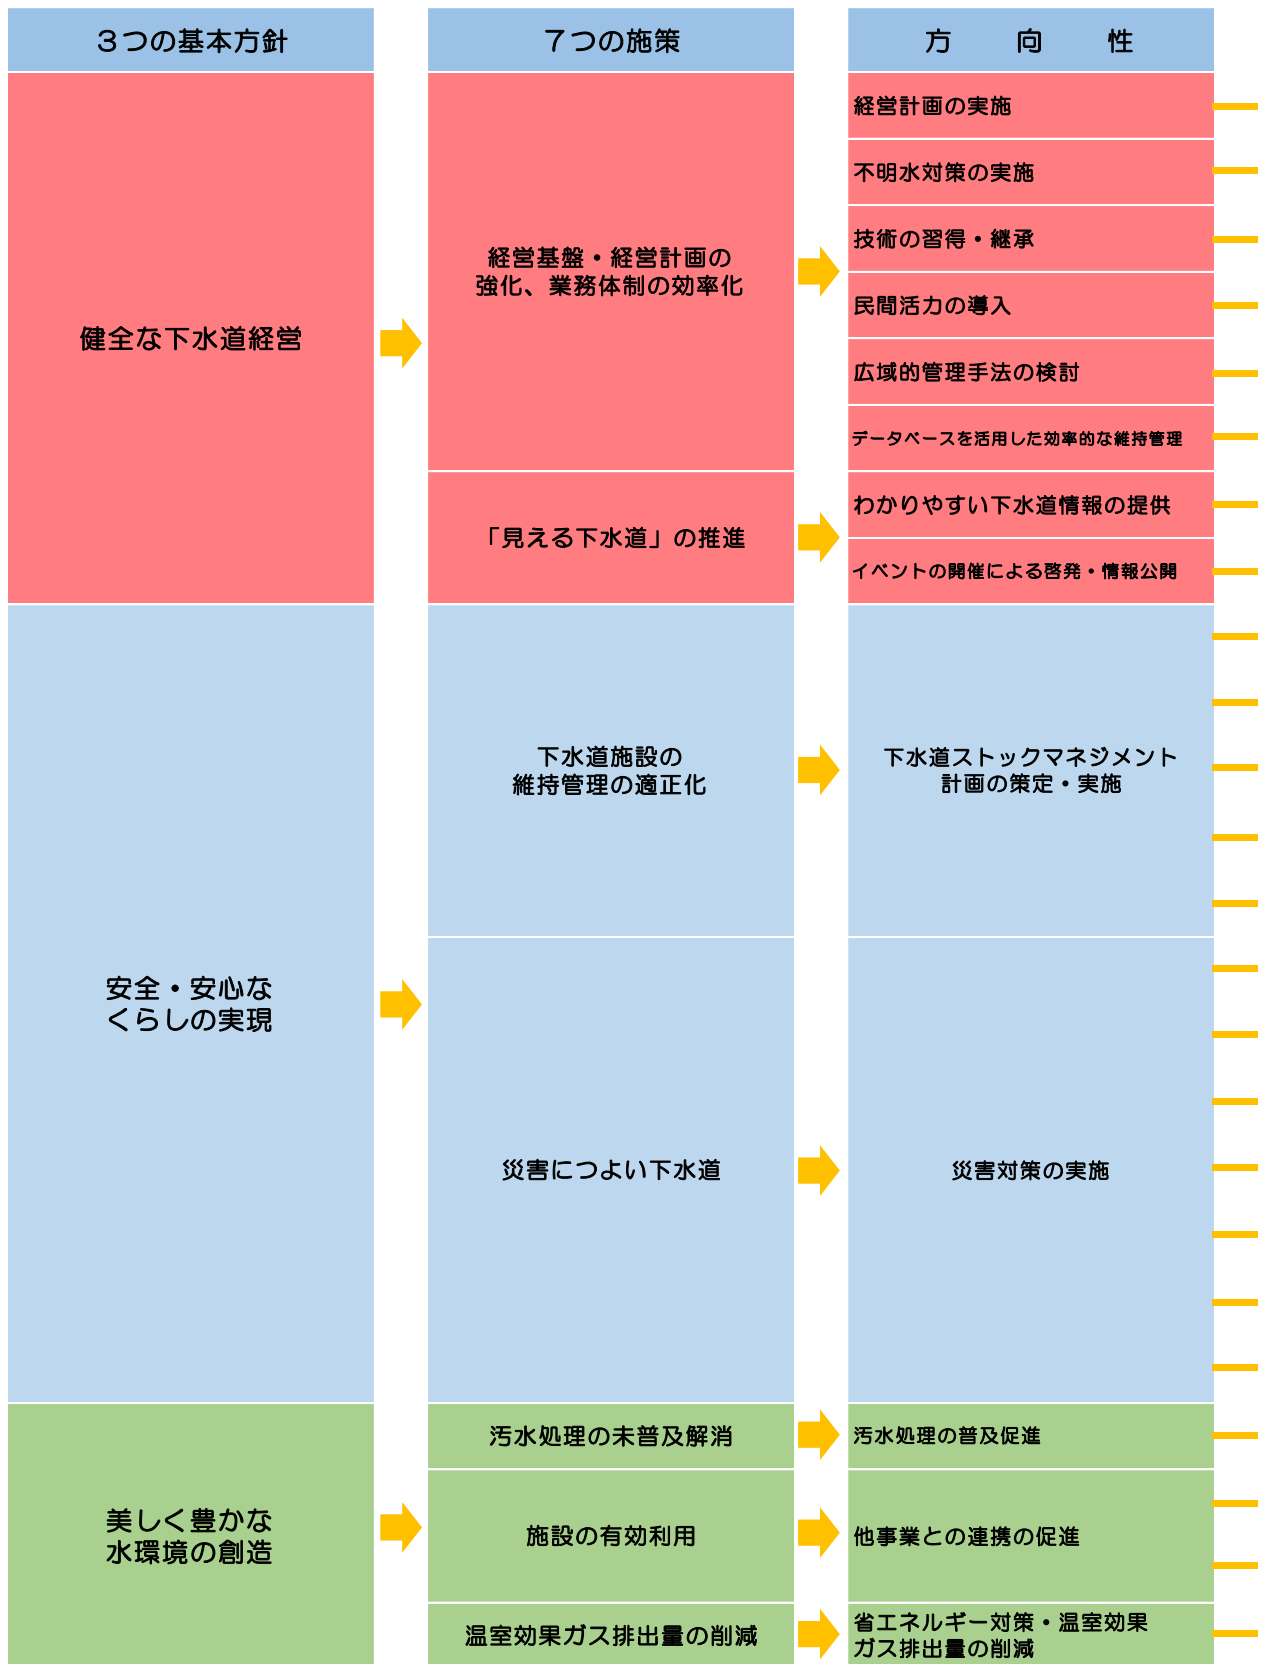 ３つの基本方針
７つの施策
方　　向　　性
健全な下水道経営
経営基盤・経営計画の
強化、業務体制の効率化
経営計画の実施
不明水対策の実施
技術の習得・継承
民間活力の導入
広域的管理手法の検討
データベースを活用した効率的な維持管理
「見える下水道」の推進
わかりやすい下水道情報の提供
イベントの開催による啓発・情報公開
安全・安心な
くらしの実現
下水道施設の
維持管理の適正化
下水道ストックマネジメント
計画の策定・実施
災害につよい下水道
災害対策の実施
美しく豊かな
水環境の創造
汚水処理の未普及解消
汚水処理の普及促進
施設の有効利用
他事業との連携の促進
温室効果ガス排出量の削減
省エネルギー対策・温室効果
ガス排出量の削減